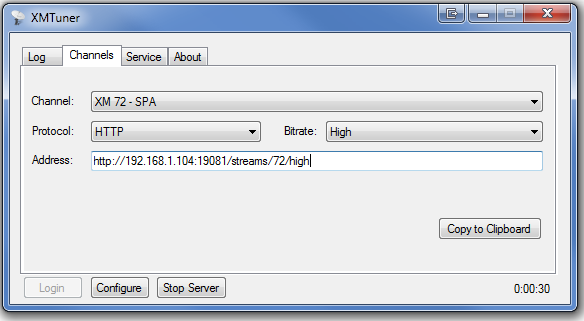 XMTuner
Log Channels Service About
Channel: XM 72 - SPA
Protocol: HTTP Bitrate: High
Address: http://192.168.1.104:19081/streams/72/high
Copy to Clipboard
Login Configure Stop Server 0:00:30